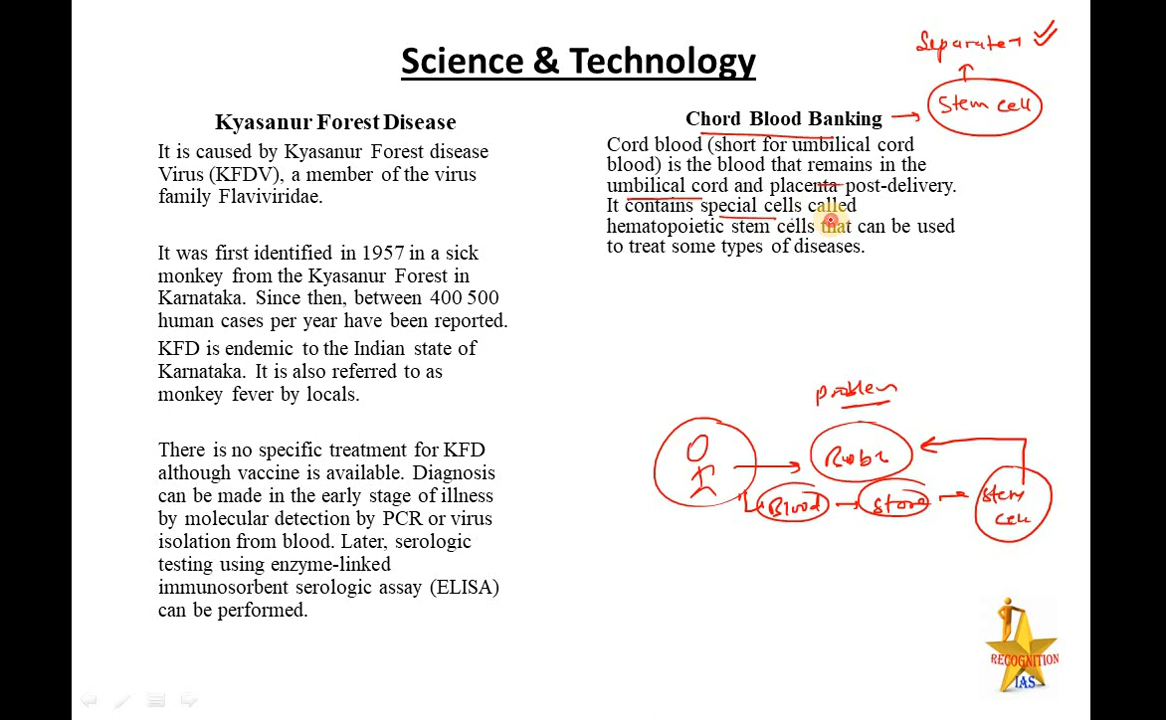 Science & Technology
Separate
Stem cell
Kyasanur Forest Disease
It is caused by Kyasanur Forest disease
Virus (KFDV), a member of the virus
family Flaviviridae.
It was first identified in 1957 in a sick
monkey from the Kyasanur Forest in
Karnataka. Since then, between 400 500
human cases per year have been reported.
KFD is endemic to the Indian state of
Karnataka. It is also referred to as
monkey fever by locals.
There is no specific treatment for KFD
although vaccine is available. Diagnosis
can be made in the early stage of illness
by molecular detection by PCR or virus
isolation from blood. Later, serologic
testing using enzyme-linked
immunosorbent serologic assay (ELISA)
can be performed.
Chord Blood Banking
Cord blood (short for umbilical cord
blood) is the blood that remains in the
umbilical cord and placenta post-delivery.
It contains special cells called
hematopoietic stem cells that can be used
to treat some types of diseases.
Problem
Blood
Store
Stem
cell
RECOGNITION
IAS